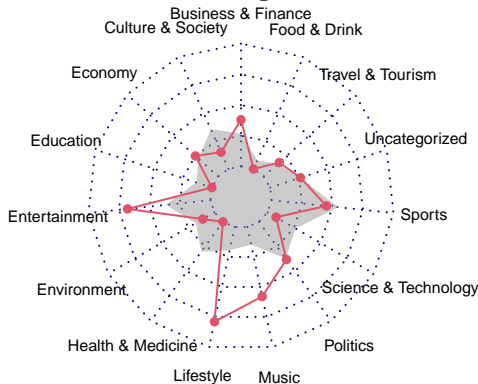 Business & Finance
Culture & Society
Food & Drink
Economy
Travel & Tourism
Education
Uncategorized
Entertainment
Sports
Environment
Science & Technology
Health & Medicine
Politics
Lifestyle
Music